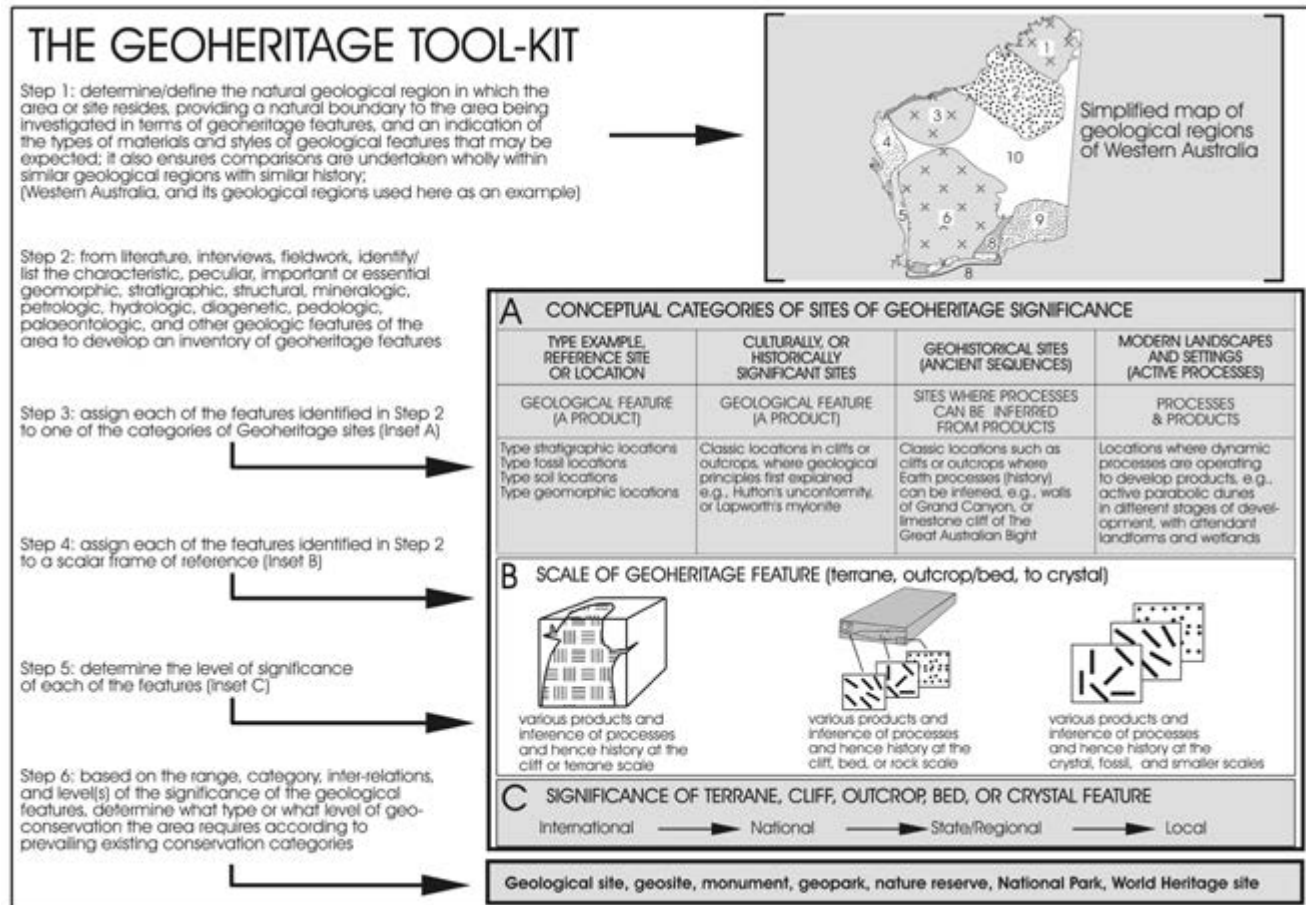 THE GEOHERITAGE TOOL-KIT
Step 1: determine/define the natural geological region in which the
area or site resides, providing a natural boundary to the area being
investigated in terms of geoheritage features, and an indication of
the types of materials and styles of geological features that may be
expected; it also ensures comparisons are undertaken wholly within
similar geological regions with similar history;
(Western Australia, and its geological regions used here as an example)
1
2
3
4
10
5
6
9
8
7
8
Simplified map of
geological regions
of Western Australia
Step 2: from literature, interviews, fieldwork, identify/
list the characteristic, peculiar, important or essential
geomorphic, stratigraphic, structural, mineralogic,
petrologic, hydrologic, diagenetic, pedologic,
palaeontologic, and other geologic features of the
area to develop an inventory of geoheritage features
Step 3: assign each of the features identified in Step 2
to one of the categories of Geoheritage sites (Inset A)
Step 4: assign each of the features identified in Step 2
to a scalar frame of reference (Inset B)
Step 5: determine the level of significance
of each of the features (Inset C)
Step 6: based on the range, category, inter-relations,
and level(s) of the significance of the geological
features, determine what type or what level of geo-
conservation the area requires according to
prevailing existing conservation categories
A CONCEPTUAL CATEGORIES OF SITES OF GEOHERITAGE SIGNIFICANCE
TYPE EXAMPLE,
REFERENCE SITE
OR LOCATION
GEOLOGICAL FEATURE
(A PRODUCT)
Type stratigraphic locations
Type fossil locations
Type soil locations
Type geomorphic locations
CULTURALLY, OR
HISTORICALLY
SIGNIFICANT SITES
GEOLOGICAL FEATURE
(A PRODUCT)
Classic locations in cliffs or
outcrops, where geological
principles first explained
e.g., Hutton's unconformity,
or Lapworth's mylonite
GEOHISTORICAL SITES
(ANCIENT SEQUENCES)
SITES WHERE PROCESSES
CAN BE INFERRED
FROM PRODUCTS
Classic locations such as
cliffs or outcrops where
Earth processes (history)
can be inferred, e.g., walls
of Grand Canyon, or
limestone cliff of The
Great Australian Bight
MODERN LANDSCAPES
AND SETTINGS
(ACTIVE PROCESSES)
PROCESSES
& PRODUCTS
Locations where dynamic
processes are operating
to develop products, e.g.,
active parabolic dunes
in different stages of devel-
opment, with attendant
landforms and wetlands
B SCALE OF GEOHERITAGE FEATURE (terrane, outcrop/bed, to crystal)
various products and
inference of processes
and hence history at the
cliff or terrane scale
various products and
inference of processes
and hence history at the
cliff, bed, or rock scale
various products and
inference of processes
and hence history at the
crystal, fossil, and smaller scales
C SIGNIFICANCE OF TERRANE, CLIFF, OUTCROP, BED, OR CRYSTAL FEATURE
International National State/Regional Local
Geological site, geosite, monument, geopark, nature reserve, National Park, World Heritage site